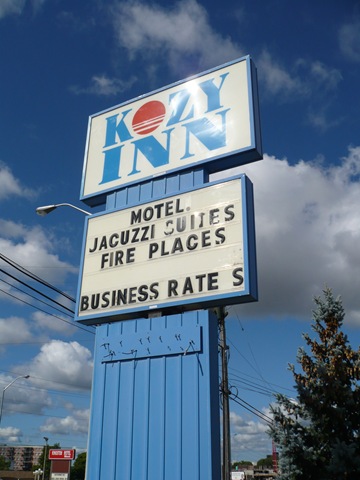 KOZY
INN
MOTEL.
JACUZZI SUITES
FIRE PLACES
BUSINESS RATE S